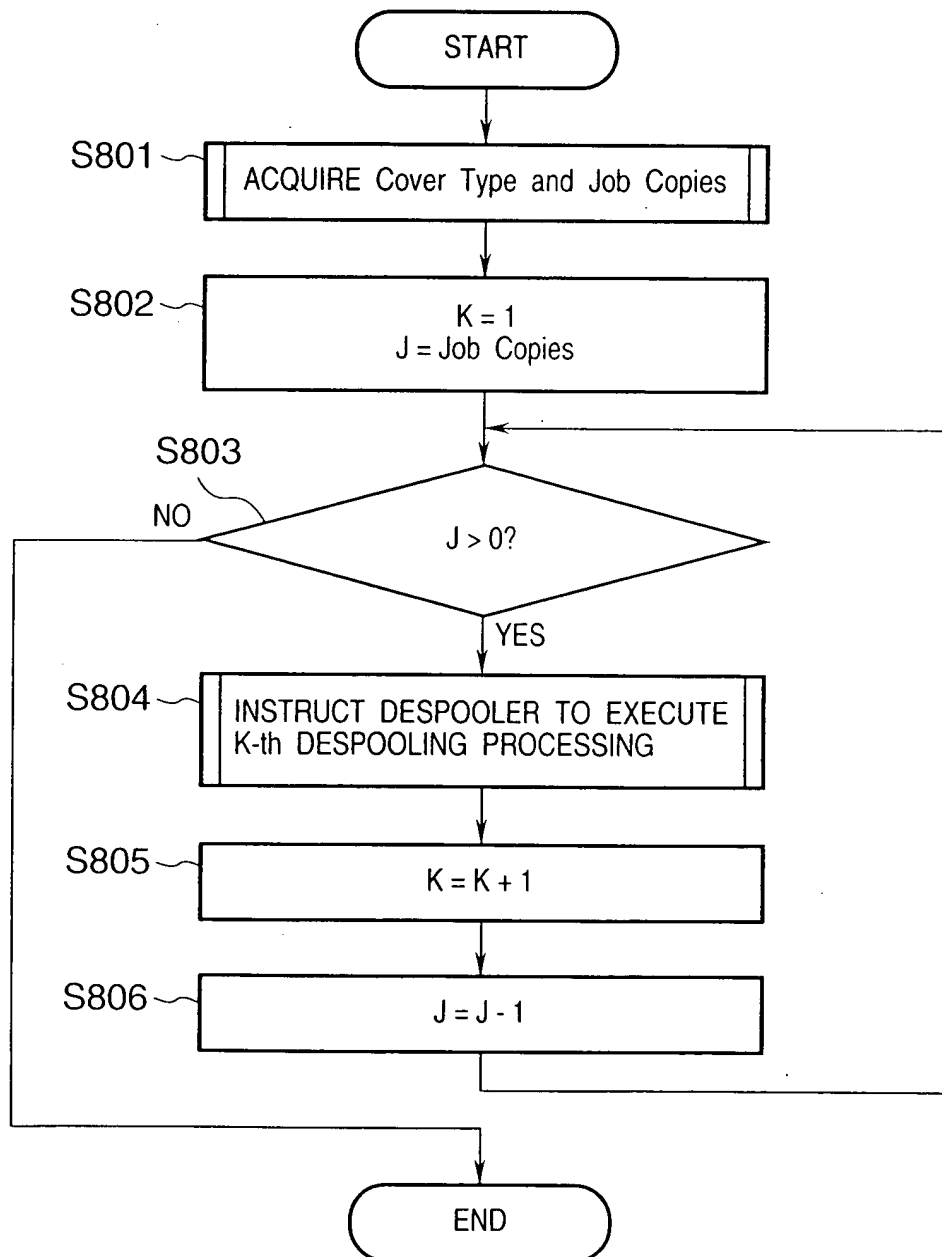 START
S801
ACQUIRE Cover Type and Job Copies
S802
K = 1
J = Job Copies
S803
NO
J > 0?
YES
S804
INSTRUCT DESPOOLER TO EXECUTE
K-th DESPOOLING PROCESSING
S805
K = K + 1
S806
J = J - 1
END